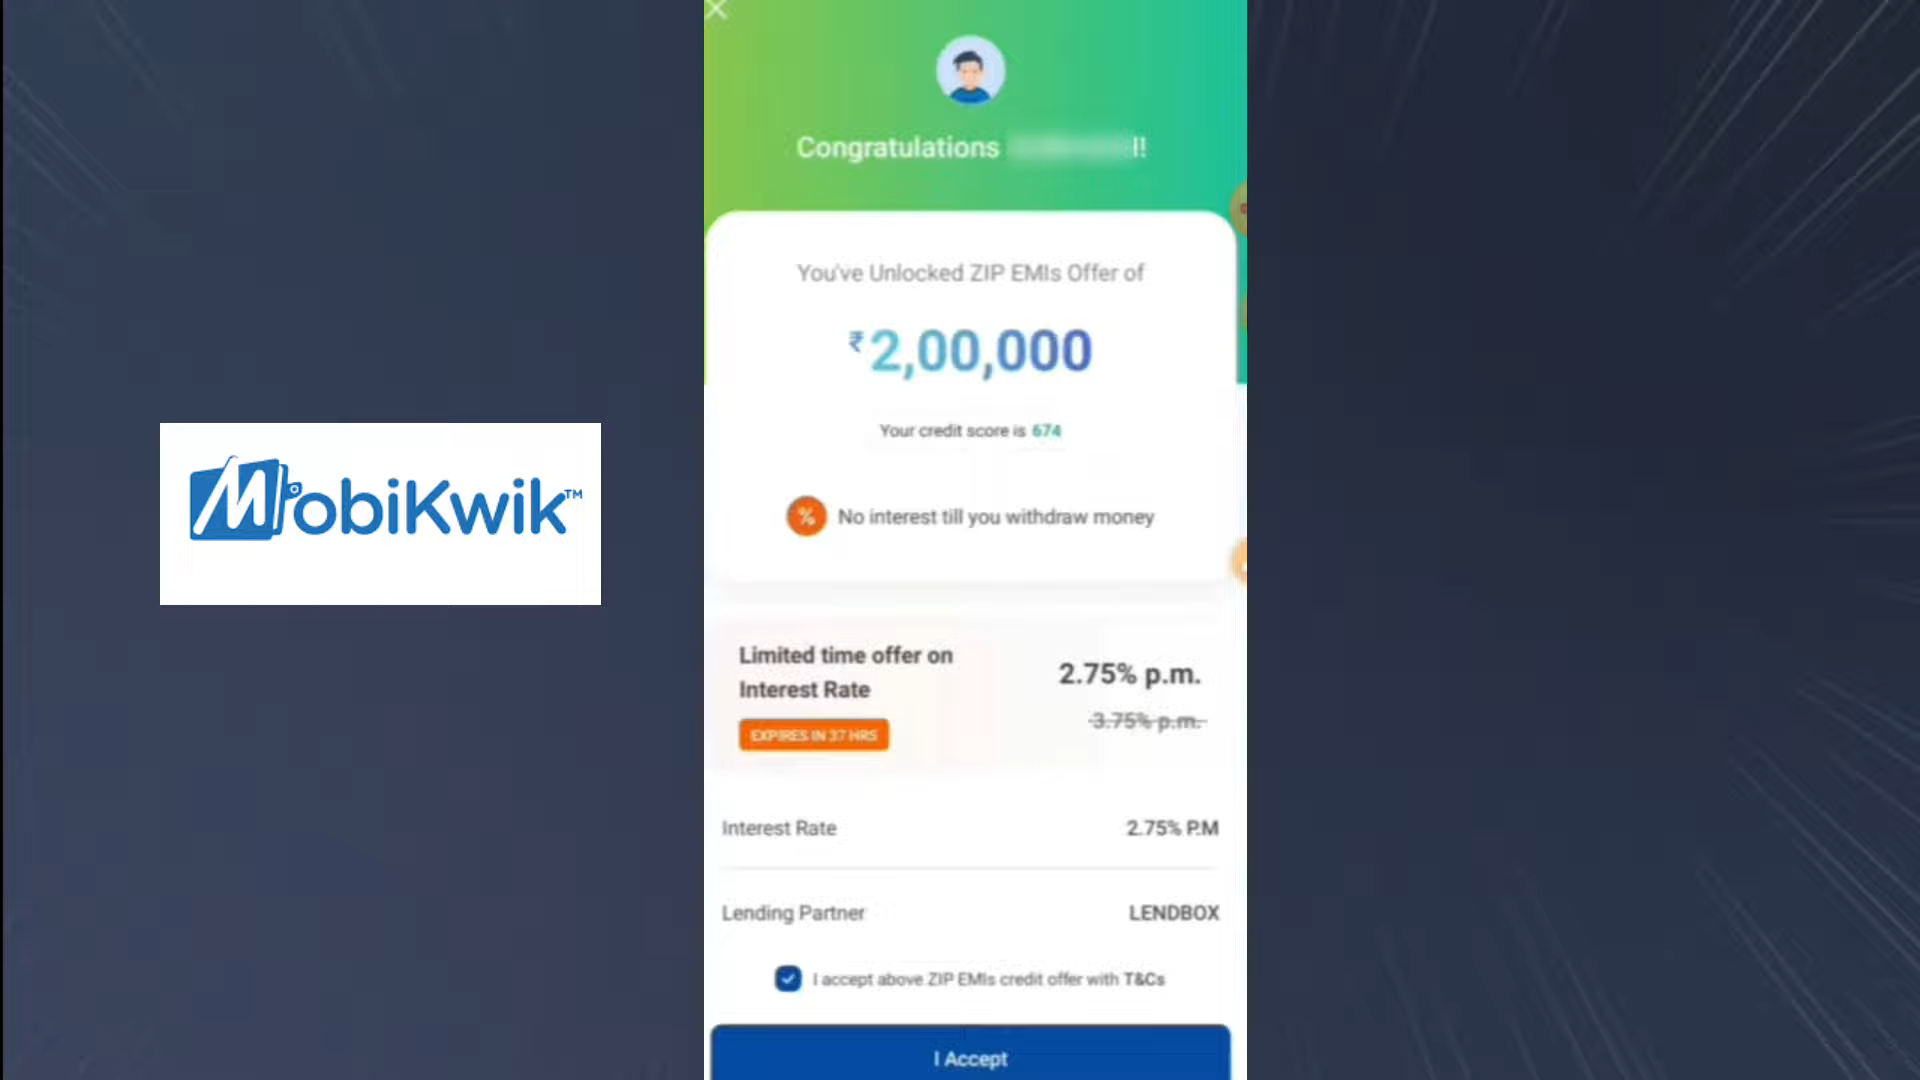 MobiKwik™
Congratulations l!
You've Unlocked ZIP EMIs Offer of
₹2,00,000
Your credit score is 674
% No interest till you withdraw money
Limited time offer on
Interest Rate
2.75% p.m.
3.75% p.m.
EXPIRES IN 37 HRS
Interest Rate 2.75% P.M
Lending Partner LENDBOX
I accept above ZIP EMIs credit offer with T&Cs
I Accept